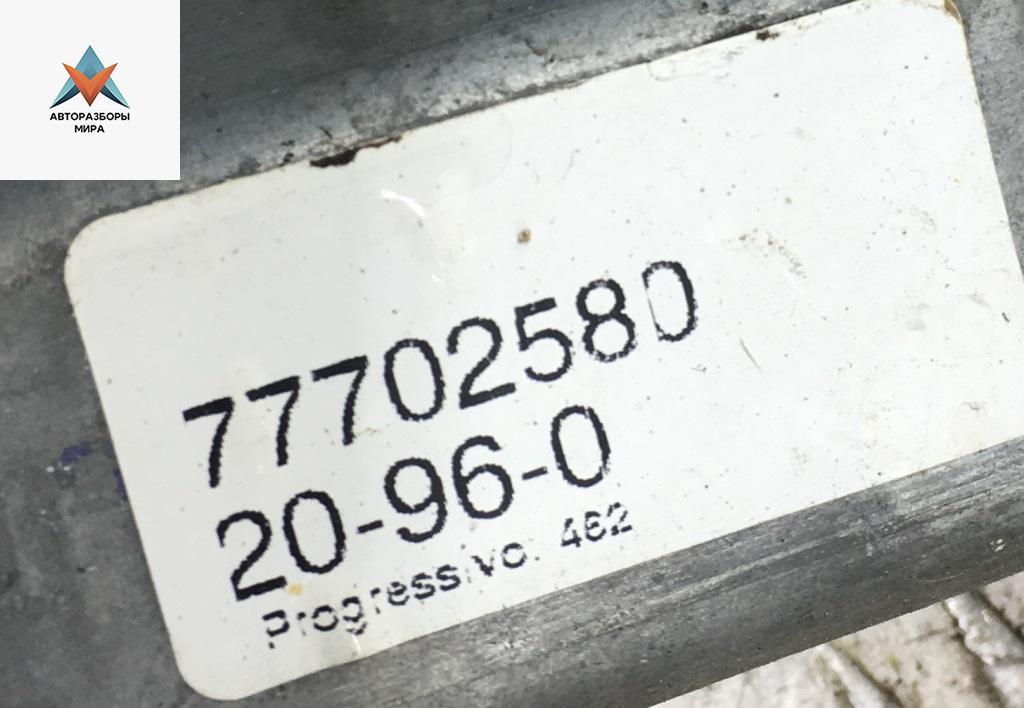 АВТОРАЗБОРЫ
МИРА
77702580
20-96-0
Progressivo. 462